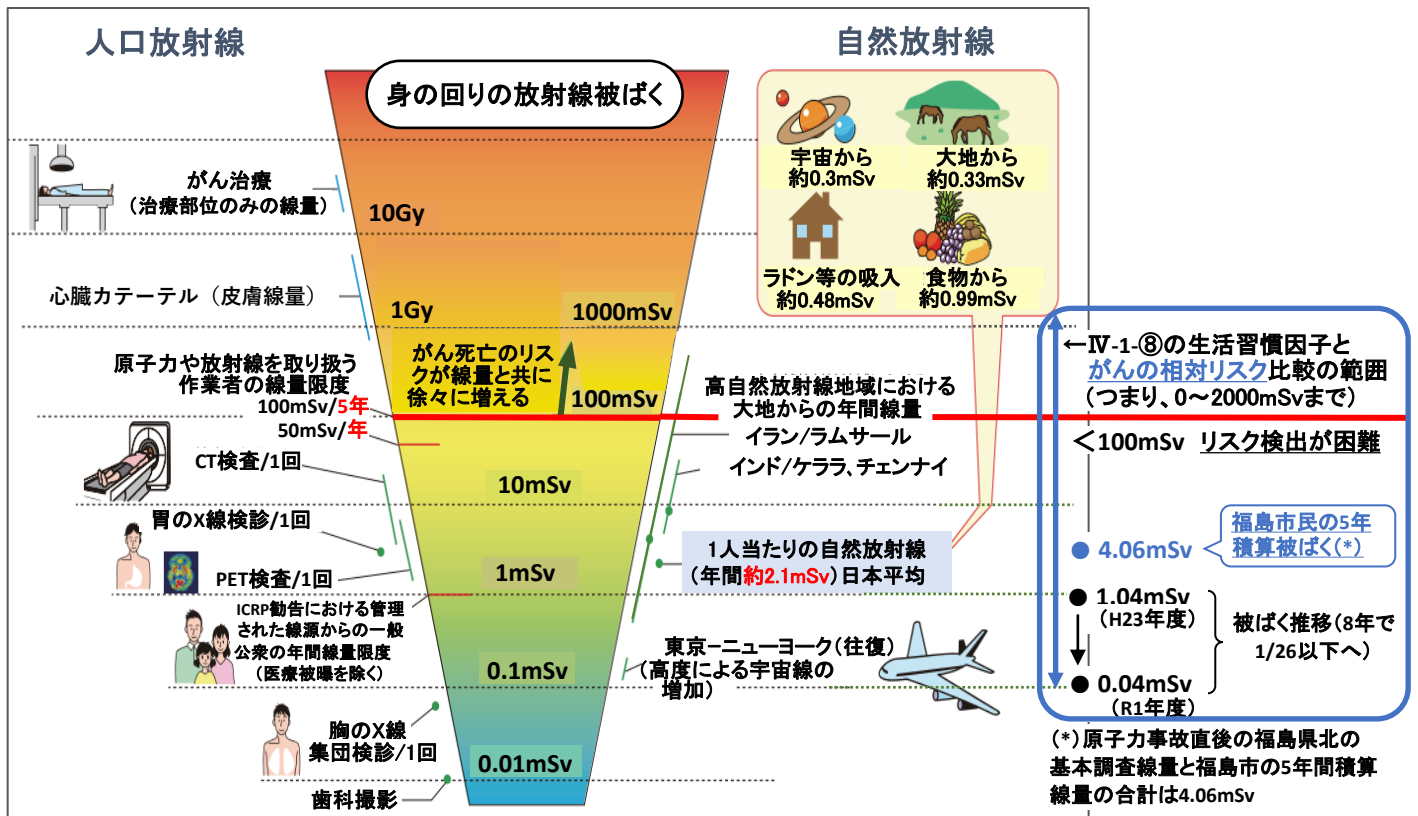 人口放射線
自然放射線
身の回りの放射線被ばく
宇宙から
約0.3mSv
大地から
約0.33mSv
ラドン等の吸入
約0.48mSv
食物から
約0.99mSv
がん治療
（治療部位のみの線量）
10Gy
心臓カテーテル（皮膚線量）
1Gy
1000mSv
原子力や放射線を取り扱う
作業者の線量限度
100mSv/5年
50mSv/年
がん死亡のリス
クが線量と共に
徐々に増える
100mSv
高自然放射線地域における
大地からの年間線量
イラン/ラムサール
インド/ケララ、チェンナイ
CT検査/1回
10mSv
胃のX線検診/1回
PET検査/1回
1mSv
1人当たりの自然放射線
（年間約2.1mSv）日本平均
ICRP勧告における管理
された線源からの一般
公衆の年間線量限度
（医療被曝を除く）
0.1mSv
東京－ニューヨーク（往復）
（高度による宇宙線の
増加）
胸のX線
集団検診/1回
0.01mSv
歯科撮影
←Ⅳ-1-⑧の生活習慣因子と
がんの相対リスク比較の範囲
（つまり、0～2000mSvまで）
＜100mSv リスク検出が困難
4.06mSv
福島市民の5年
積算被ばく(*)
1.04mSv
（H23年度）
0.04mSv
（R1年度）
被ばく推移（8年で
1/26以下へ）
(*)原子力事故直後の福島県北の
基本調査線量と福島市の5年間積算
線量の合計は4.06mSv